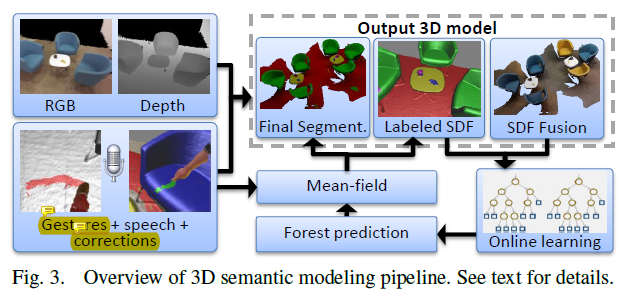 Output 3D model
RGB
Depth
Final Segment.
Labeled SDF
SDF Fusion
Gestures + speech +
corrections
Mean-field
Forest prediction
Online learning
Fig. 3. Overview of 3D semantic modeling pipeline. See text for details.